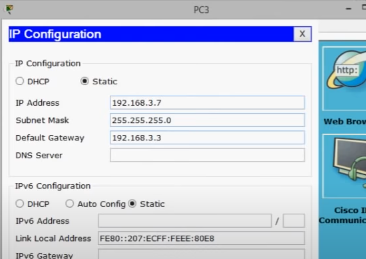 PC3
IP Configuration X
IP Configuration
DHCP Static
IP Address 192.168.3.7
Subnet Mask 255.255.255.0
Default Gateway 192.168.3.3
DNS Server
http:
Web Brow
IPv6 Configuration
DHCP Auto Config Static
IPv6 Address /
Link Local Address FE80::207:ECFF:FEEE:80E8
IPv6 Gateway
Cisco I
Communic